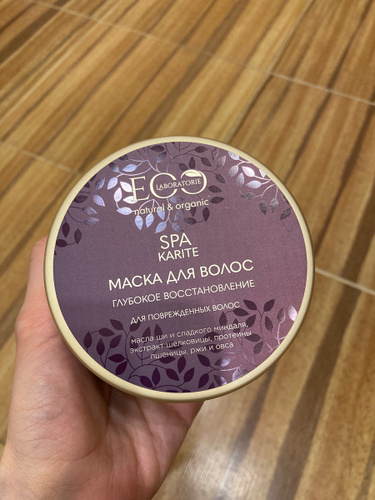 ECO
LABORATORIE
natural & organic
SPA
KARITE
МАСКА ДЛЯ ВОЛОС
ГЛУБОКОЕ ВОССТАНОВЛЕНИЕ
ДЛЯ ПОВРЕЖДЕННЫХ ВОЛОС
масла ши и сладкого миндаля,
экстракт шелковицы, протеины
пшеницы, ржи и овса